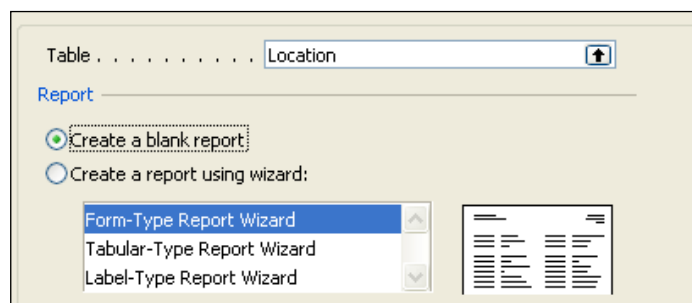 Table . . . . . . . . . . Location
Report
Create a blank report
Create a report using wizard:
Form-Type Report Wizard
Tabular-Type Report Wizard
Label-Type Report Wizard